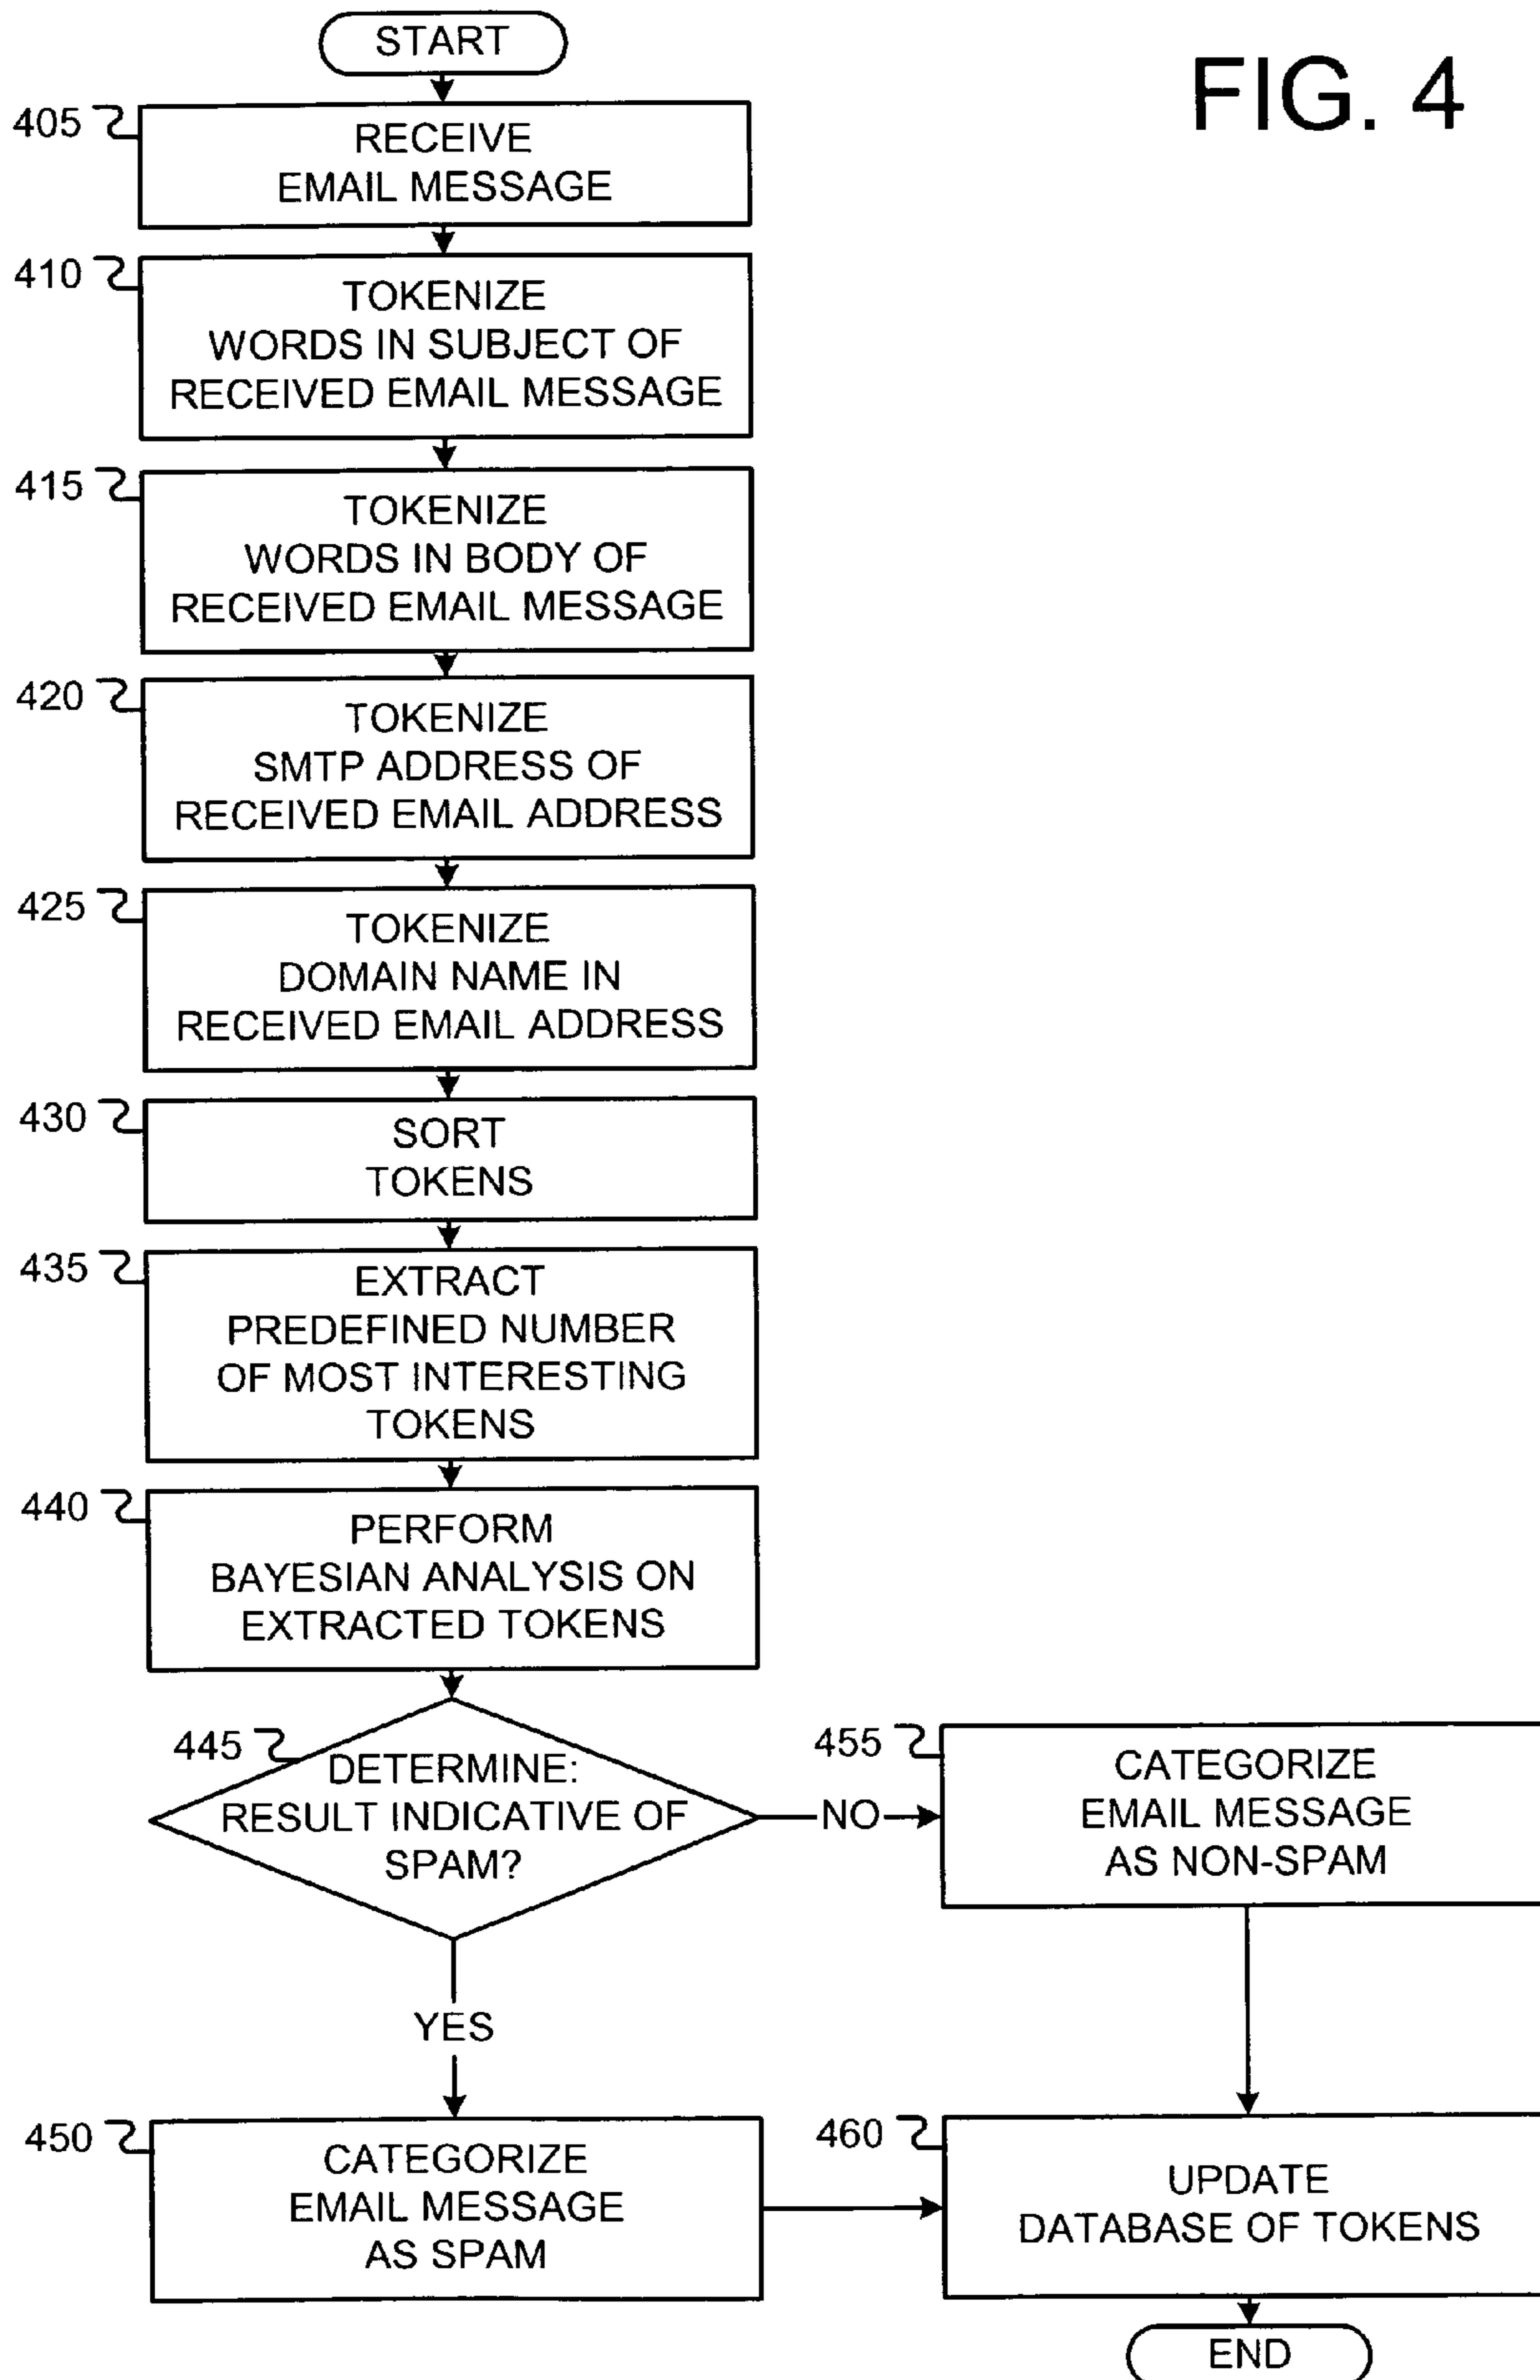 START
FIG. 4
405
RECEIVE
EMAIL MESSAGE
410
TOKENIZE
WORDS IN SUBJECT OF
RECEIVED EMAIL MESSAGE
415
TOKENIZE
WORDS IN BODY OF
RECEIVED EMAIL MESSAGE
420
TOKENIZE
SMTP ADDRESS OF
RECEIVED EMAIL ADDRESS
425
TOKENIZE
DOMAIN NAME IN
RECEIVED EMAIL ADDRESS
430
SORT
TOKENS
435
EXTRACT
PREDEFINED NUMBER
OF MOST INTERESTING
TOKENS
440
PERFORM
BAYESIAN ANALYSIS ON
EXTRACTED TOKENS
445
DETERMINE:
RESULT INDICATIVE OF
SPAM?
NO
455
CATEGORIZE
EMAIL MESSAGE
AS NON-SPAM
YES
450
CATEGORIZE
EMAIL MESSAGE
AS SPAM
460
UPDATE
DATABASE OF TOKENS
END